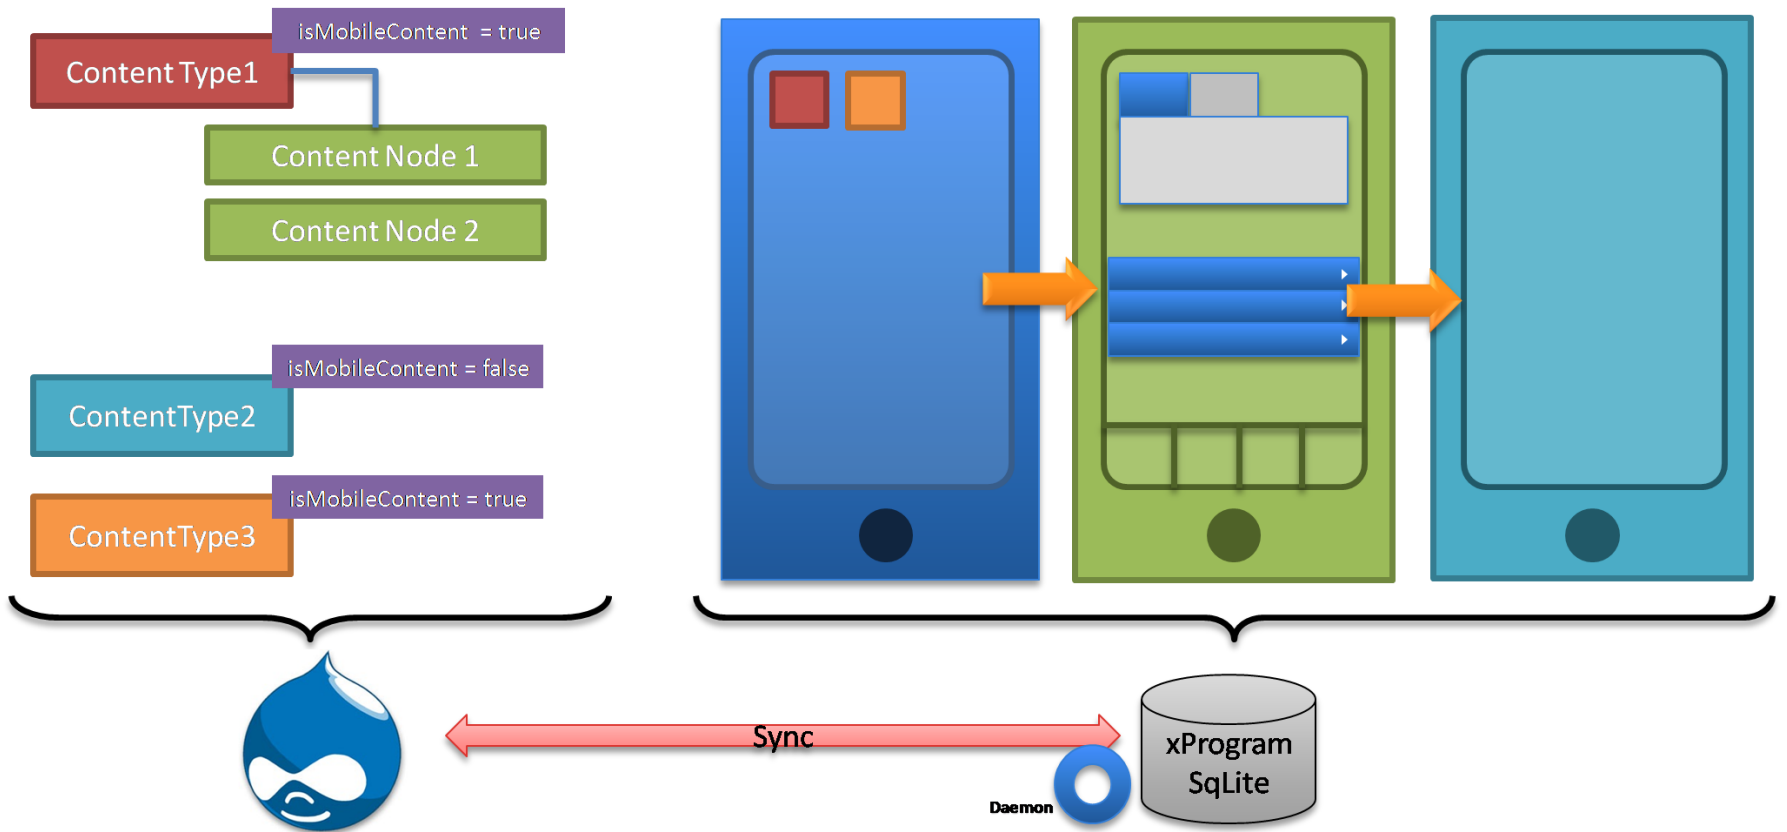 isMobileContent = true
Content Type1
Content Node 1
Content Node 2
isMobileContent = false
ContentType2
isMobileContent = true
ContentType3
Sync
xProgram
SqLite
Daemon